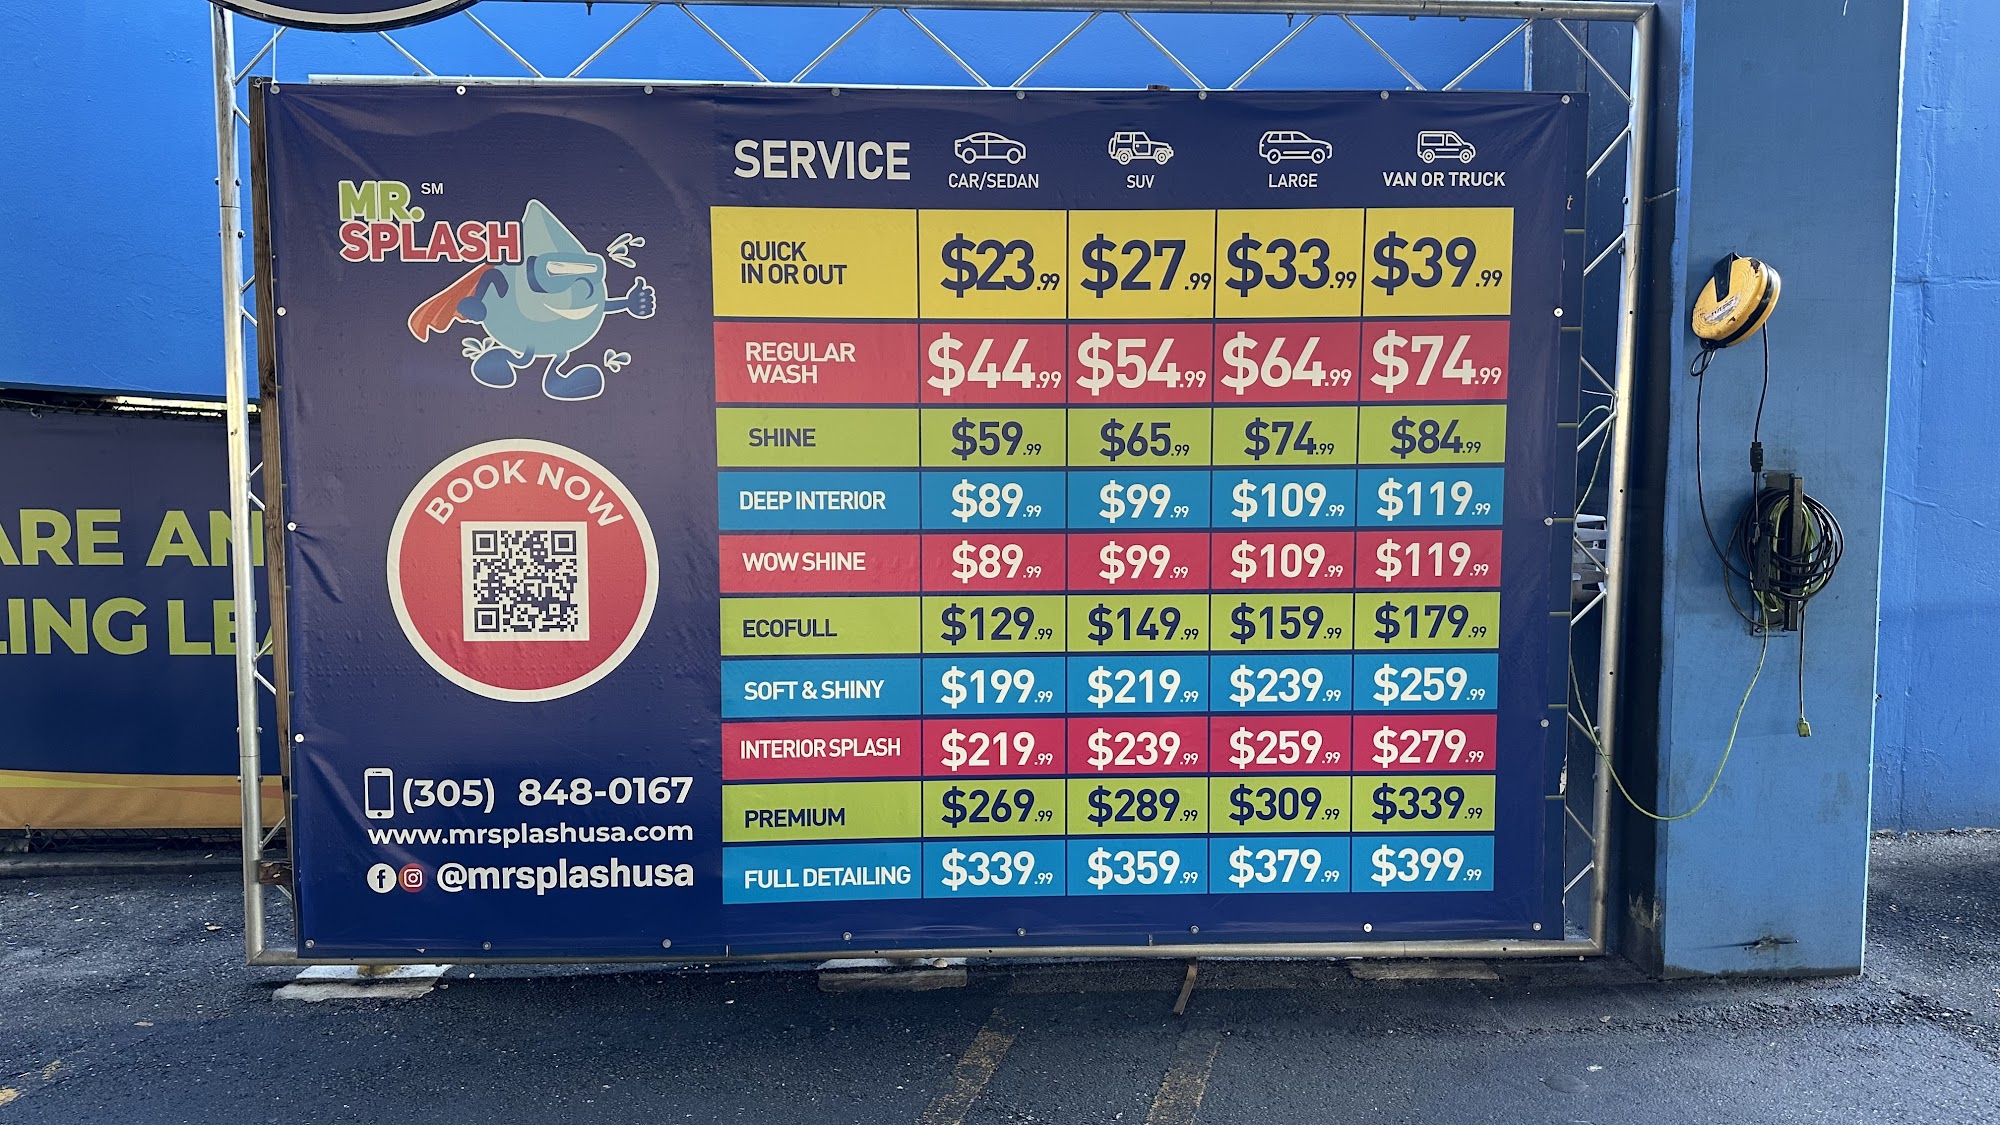 MR. SM
SPLASH
BOOK NOW
(305) 848-0167
www.mrsplashusa.com
@mrsplashusa
SERVICE CAR/SEDAN SUV LARGE VAN OR TRUCK
QUICK
IN OR OUT $23.99 $27.99 $33.99 $39.99
REGULAR
WASH $44.99 $54.99 $64.99 $74.99
SHINE $59.99 $65.99 $74.99 $84.99
DEEP INTERIOR $89.99 $99.99 $109.99 $119.99
WOW SHINE $89.99 $99.99 $109.99 $119.99
ECOFULL $129.99 $149.99 $159.99 $179.99
SOFT & SHINY $199.99 $219.99 $239.99 $259.99
INTERIOR SPLASH $219.99 $239.99 $259.99 $279.99
PREMIUM $269.99 $289.99 $309.99 $339.99
FULL DETAILING $339.99 $359.99 $379.99 $399.99
ARE AN
LING LE